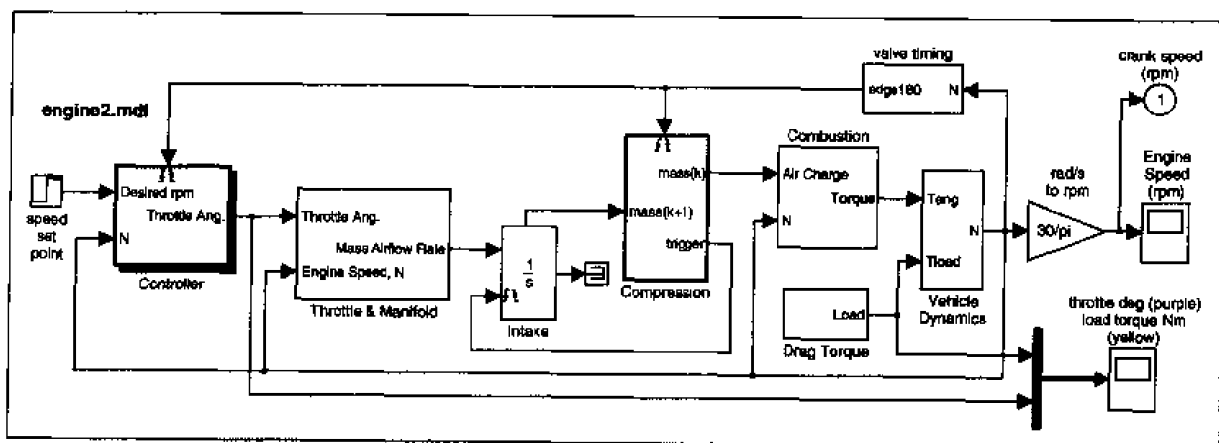 engine2.mdl
speed
set
point
Desired rpm
Throttle Ang.
N
Controller
Throttle Ang.
Mass Airflow Rate
Engine Speed, N
Throttle & Manifold
1
s
Intake
mass(k)
mass(k+1)
trigger
Compression
valve timing
edge180 N
Combustion
Air Charge
Torque
N
Load
Drag Torque
Teng
N
Tload
Vehicle
Dynamics
rad/s
to rpm
30/pi
crank speed
(rpm)
1
Engine
Speed
(rpm)
throtte deg (purple)
load torque Nm
(yellow)